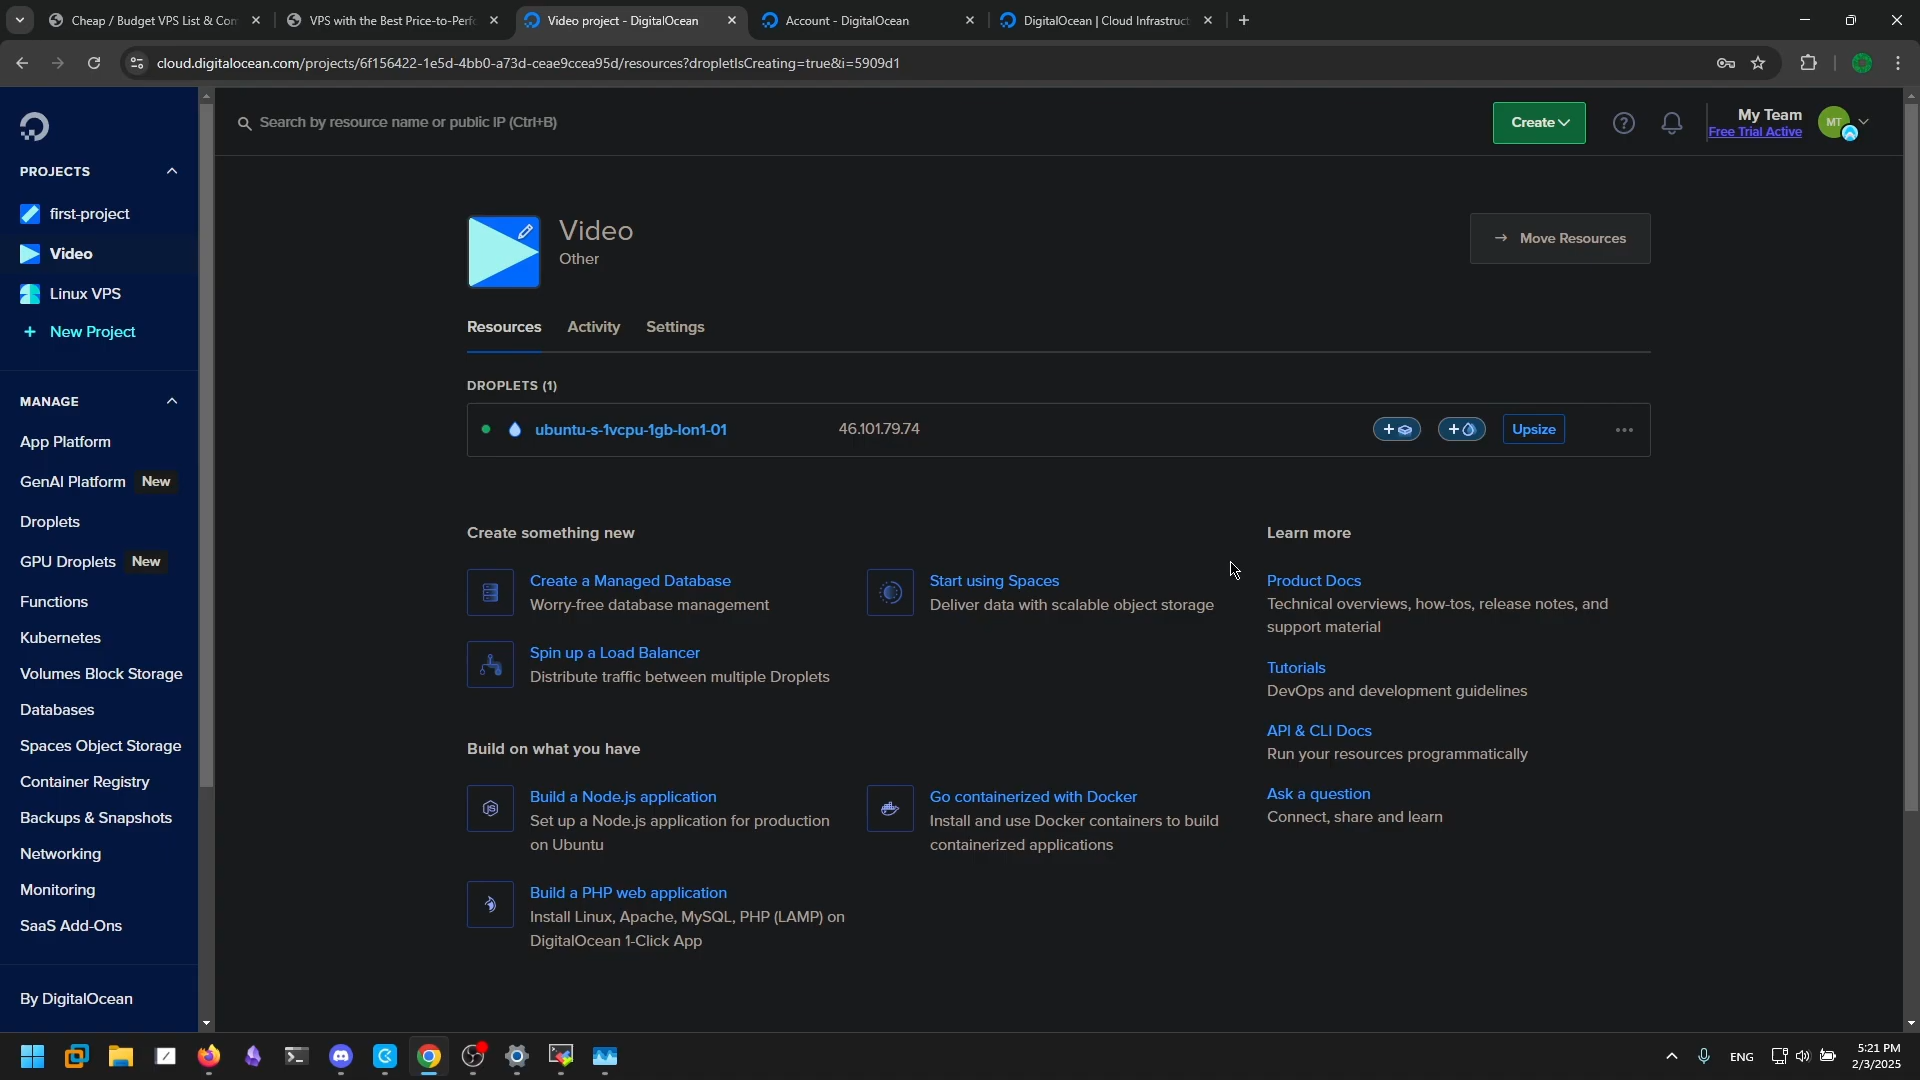 Cheap / Budget VPS List & Com
VPS with the Best Price-to-Perfo
Video project - DigitalOcean
Account - DigitalOcean
DigitalOcean | Cloud Infrastruct
cloud.digitalocean.com/projects/6f156422-1e5d-4bb0-a73d-ceae9ccea95d/resources?dropletIsCreating=true&i=5909d1
Search by resource name or public IP (Ctrl+B)
Create
My Team
Free Trial Active
MT
PROJECTS
first-project
Video
Linux VPS
+ New Project
MANAGE
App Platform
GenAI Platform New
Droplets
GPU Droplets New
Functions
Kubernetes
Volumes Block Storage
Databases
Spaces Object Storage
Container Registry
Backups & Snapshots
Networking
Monitoring
SaaS Add-Ons
By DigitalOcean
Video
Other
→ Move Resources
Resources
Activity
Settings
DROPLETS (1)
ubuntu-s-1vcpu-1gb-lon1-01
46.101.79.74
+
+
Upsize
Create something new
Create a Managed Database
Worry-free database management
Start using Spaces
Deliver data with scalable object storage
Spin up a Load Balancer
Distribute traffic between multiple Droplets
Build on what you have
Build a Node.js application
Set up a Node.js application for production
on Ubuntu
Go containerized with Docker
Install and use Docker containers to build
containerized applications
Build a PHP web application
Install Linux, Apache, MySQL, PHP (LAMP) on
DigitalOcean 1-Click App
Learn more
Product Docs
Technical overviews, how-tos, release notes, and
support material
Tutorials
DevOps and development guidelines
API & CLI Docs
Run your resources programmatically
Ask a question
Connect, share and learn
ENG
5:21 PM
2/3/2025